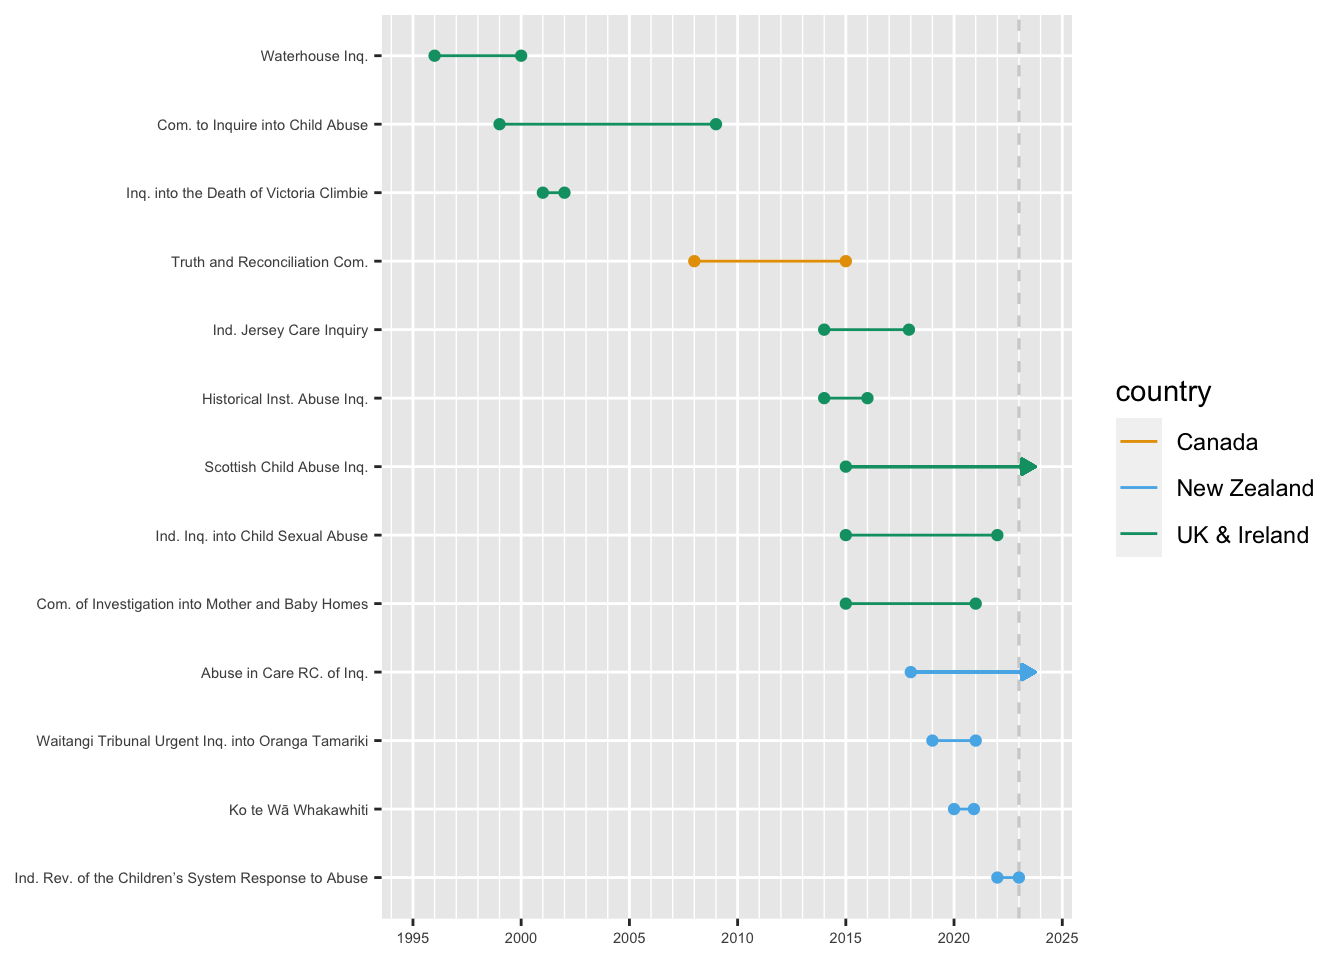 Waterhouse Inq.
Com. to Inquire into Child Abuse
Inq. into the Death of Victoria Climbie
Truth and Reconciliation Com.
Ind. Jersey Care Inquiry
Historical Inst. Abuse Inq.
Scottish Child Abuse Inq.
Ind. Inq. into Child Sexual Abuse
Com. of Investigation into Mother and Baby Homes
Abuse in Care RC. of Inq.
Waitangi Tribunal Urgent Inq. into Oranga Tamariki
Ko te Wā Whakawhiti
Ind. Rev. of the Children’s System Response to Abuse
1995 2000 2005 2010 2015 2020 2025
country
Canada
New Zealand
UK & Ireland